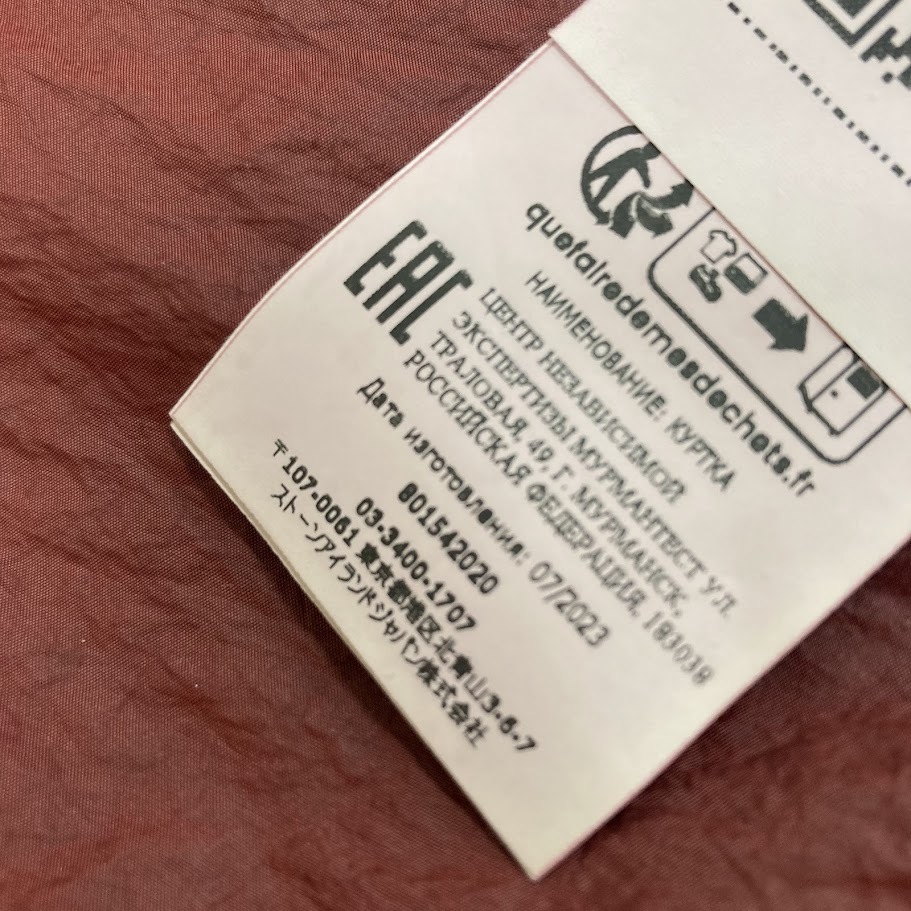 quefairedemesdechets.fr
НАИМЕНОВАНИЕ: КУРТКА
EAC
ЦЕНТР НЕЗАВИСИМОЙ
ЭКСПЕРТИЗЫ МУРМАНТЕСТ УЛ.
ТРАЛОВАЯ, 49, Г. МУРМАНСК,
РОССИЙСКАЯ ФЕДЕРАЦИЯ, 183038
Дата изготовления: 07/2023
801542020
03-3400-1707
〒107-0061 東京都港区北青山3-6-7
ストーンアイランドジャパン株式会社